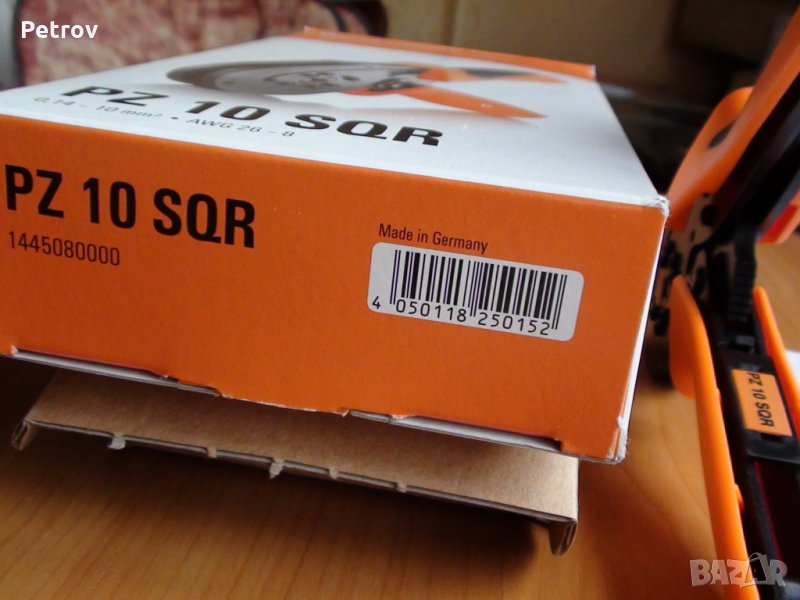 Petrov
PZ 10 SQR
0,14 - 10 mm² • AWG 26 - 8
PZ 10 SQR
1445080000
Made in Germany
4 050118 250152
PZ 10 SQR
BAZAR